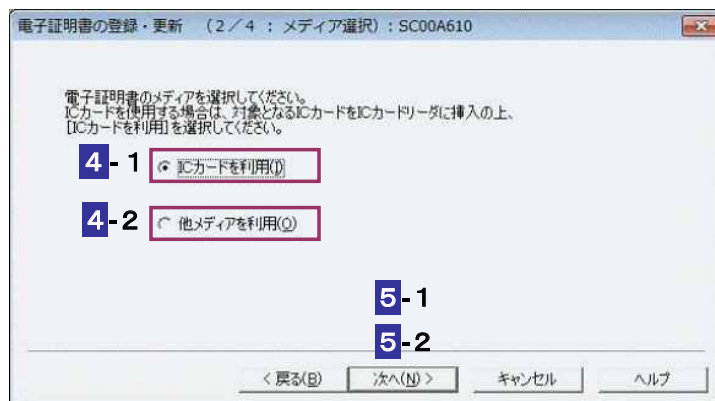 電子証明書の登録・更新 (2/4 : メディア選択) : SC00A610
電子証明書のメディアを選択してください。
ICカードを使用する場合は、対象となるICカードをICカードリーダに挿入の上、
[ICカードを利用]を選択してください。
4-1 ICカードを利用(I)
4-2 他メディアを利用(O)
5-1
5-2
< 戻る(B) 次へ(N) > キャンセル ヘルプ